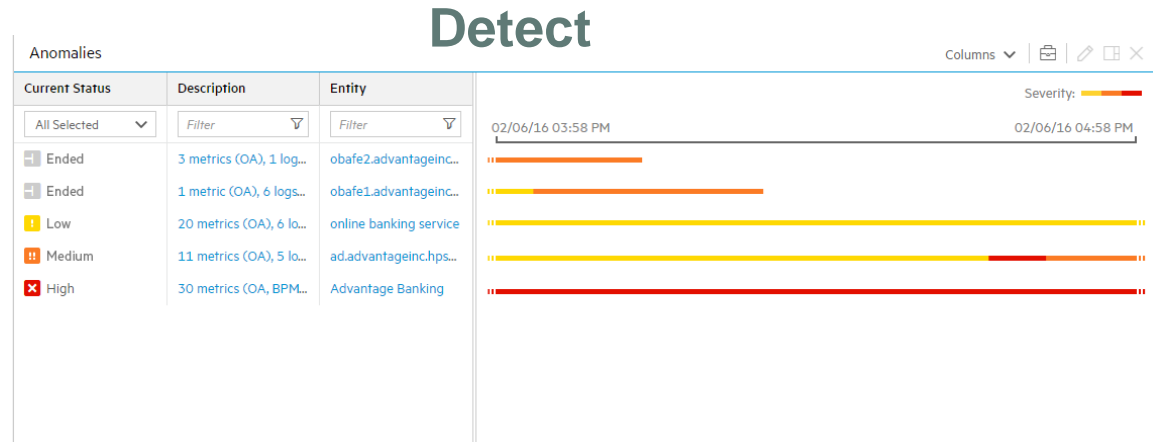 Detect
Anomalies
Columns
Current Status Description Entity
Severity:
All Selected Filter Filter
02/06/16 03:58 PM 02/06/16 04:58 PM
Ended 3 metrics (OA), 1 log... obafe2.advantageinc...
Ended 1 metric (OA), 6 logs... obafe1.advantageinc...
Low 20 metrics (OA), 6 lo... online banking service
Medium 11 metrics (OA), 5 lo... ad.advantageinc.hps...
High 30 metrics (OA, BPM... Advantage Banking